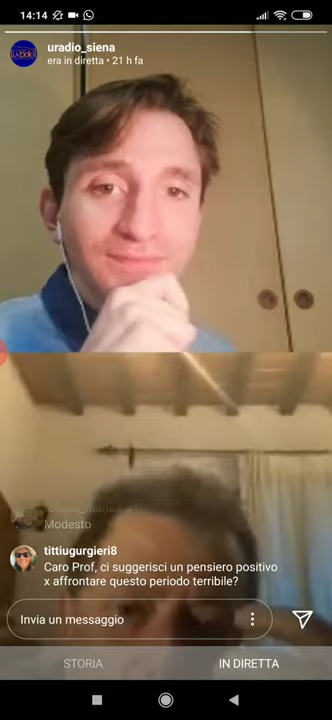 14:14
uradio_siena
era in diretta • 21 h fa
Modesto
tittiugurgieri8
Caro Prof, ci suggerisci un pensiero positivo
x affrontare questo periodo terribile?
Invia un messaggio
STORIA
IN DIRETTA